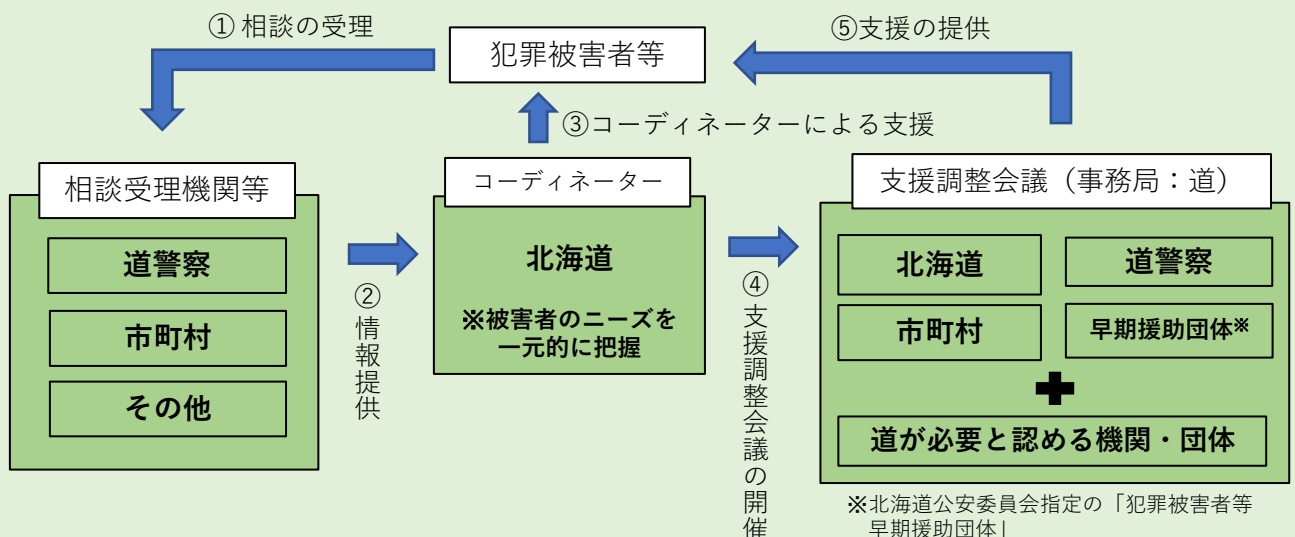 ① 相談の受理
⑤支援の提供
犯罪被害者等
③コーディネーターによる支援
相談受理機関等
道警察
市町村
その他
②情報提供
コーディネーター
北海道
※被害者のニーズを
一元的に把握
④支援調整会議の開催
支援調整会議（事務局：道）
北海道
道警察
市町村
早期援助団体※
道が必要と認める機関・団体
※北海道公安委員会指定の「犯罪被害者等
早期援助団体」